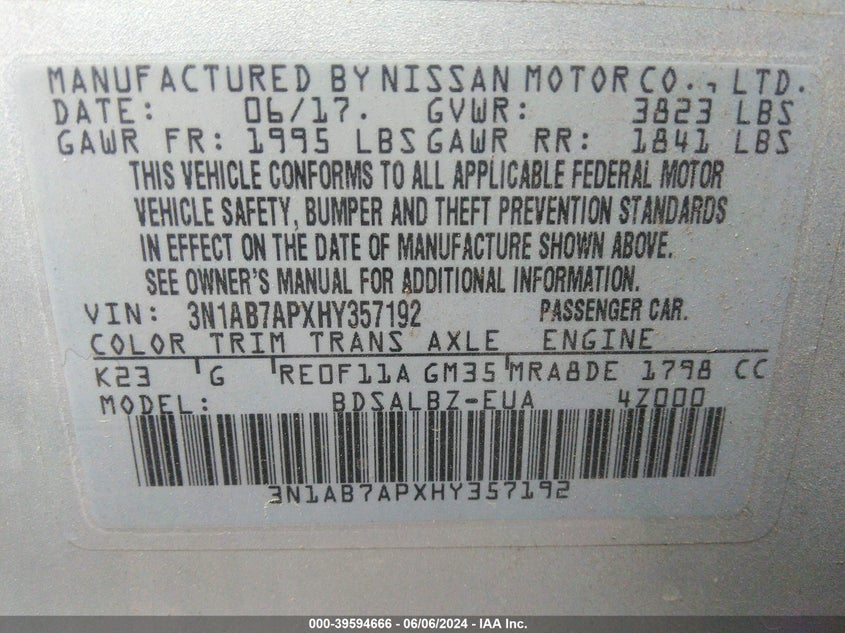 MANUFACTURED BY NISSAN MOTOR CO., LTD.
DATE: 06/17. GVWR: 3823 LBS
GAWR FR: 1995 LBS GAWR RR: 1841 LBS
THIS VEHICLE CONFORMS TO ALL APPLICABLE FEDERAL MOTOR
VEHICLE SAFETY, BUMPER AND THEFT PREVENTION STANDARDS
IN EFFECT ON THE DATE OF MANUFACTURE SHOWN ABOVE.
SEE OWNER'S MANUAL FOR ADDITIONAL INFORMATION.
VIN: 3N1AB7APXHY357192 PASSENGER CAR.
COLOR TRIM TRANS AXLE ENGINE
K23 G RE0F11A GM35 MRA8DE 1798 CC
MODEL: BDSALBZ-EUA 4Z000
3N1AB7APXHY357192
000-39594666 - 06/06/2024 - IAA Inc.